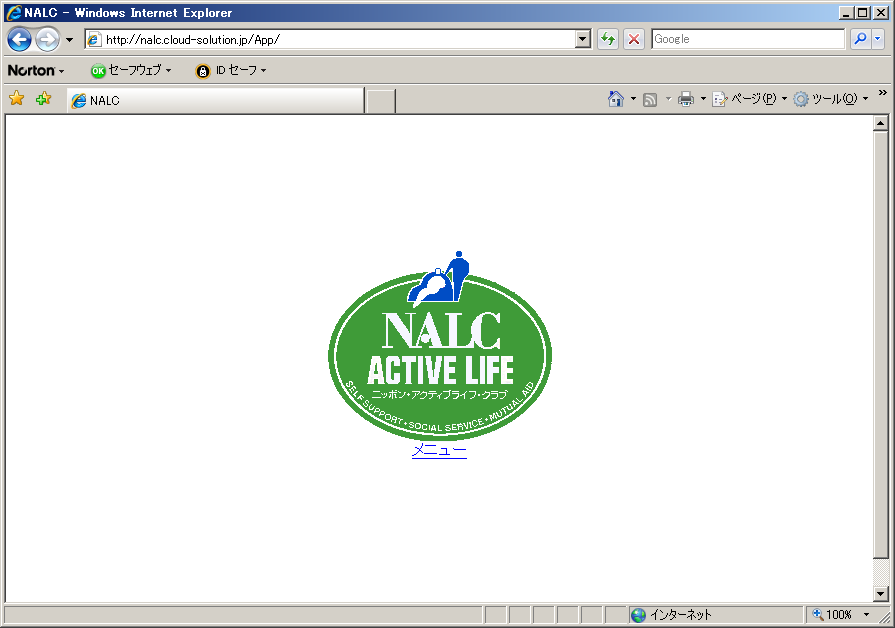 NALC - Windows Internet Explorer
http://nalc.cloud-solution.jp/App/
Google
Norton
OK セーフウェブ
ID セーフ
NALC
ページ(P)
ツール(O)
NALC
ACTIVE LIFE
ニッポン・アクティブライフ・クラブ
SELF SUPPORT・SOCIAL SERVICE・MUTUAL AID
メニュー
インターネット
100%